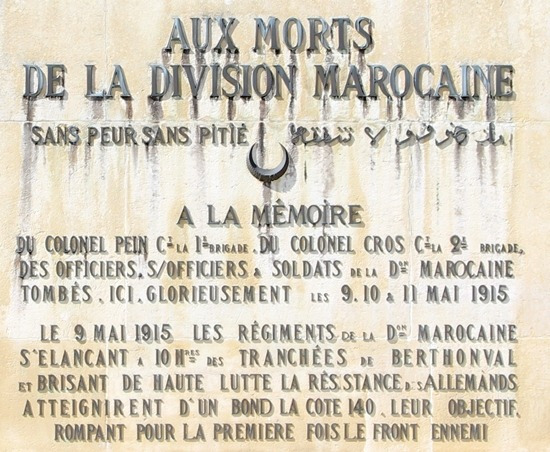 AUX MORTS
DE LA DIVISION MAROCAINE
SANS PEUR SANS PITIÉ
A LA MÉMOIRE
DU COLONEL PEIN Cᵀ LA 1ʳᵉ BRIGADE. DU COLONEL CROS Cᵀ LA 2ᴱ BRIGADE,
DES OFFICIERS, S/OFFICIERS & SOLDATS DE LA Dᵒⁿ MAROCAINE
TOMBÉS. ICI. GLORIEUSEMENT LES 9. 10 & 11 MAI 1915
LE 9 MAI 1915 LES RÉGIMENTS DE LA Dᵒⁿ MAROCAINE
S'ELANCANT A 10 Hʳᵉˢ DES TRANCHÉES DE BERTHONVAL
ET BRISANT DE HAUTE LUTTE LA RÉSISTANCE DES ALLEMANDS
ATTEIGNIRENT D'UN BOND LA COTE 140. LEUR OBJECTIF,
ROMPANT POUR LA PREMIERE FOIS LE FRONT ENNEMI